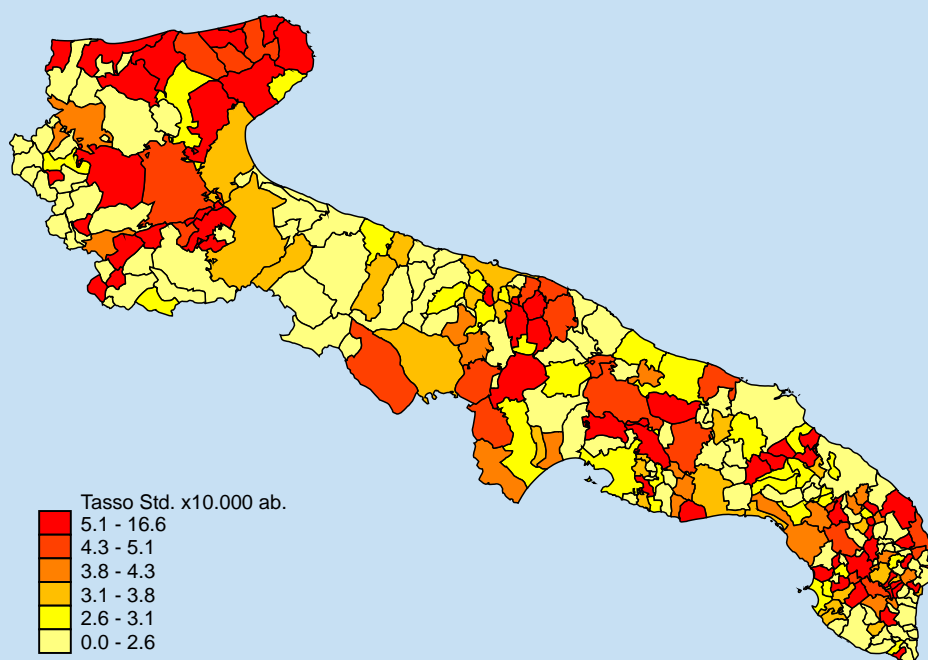 Tasso Std. x10.000 ab.
5.1 - 16.6
4.3 - 5.1
3.8 - 4.3
3.1 - 3.8
2.6 - 3.1
0.0 - 2.6